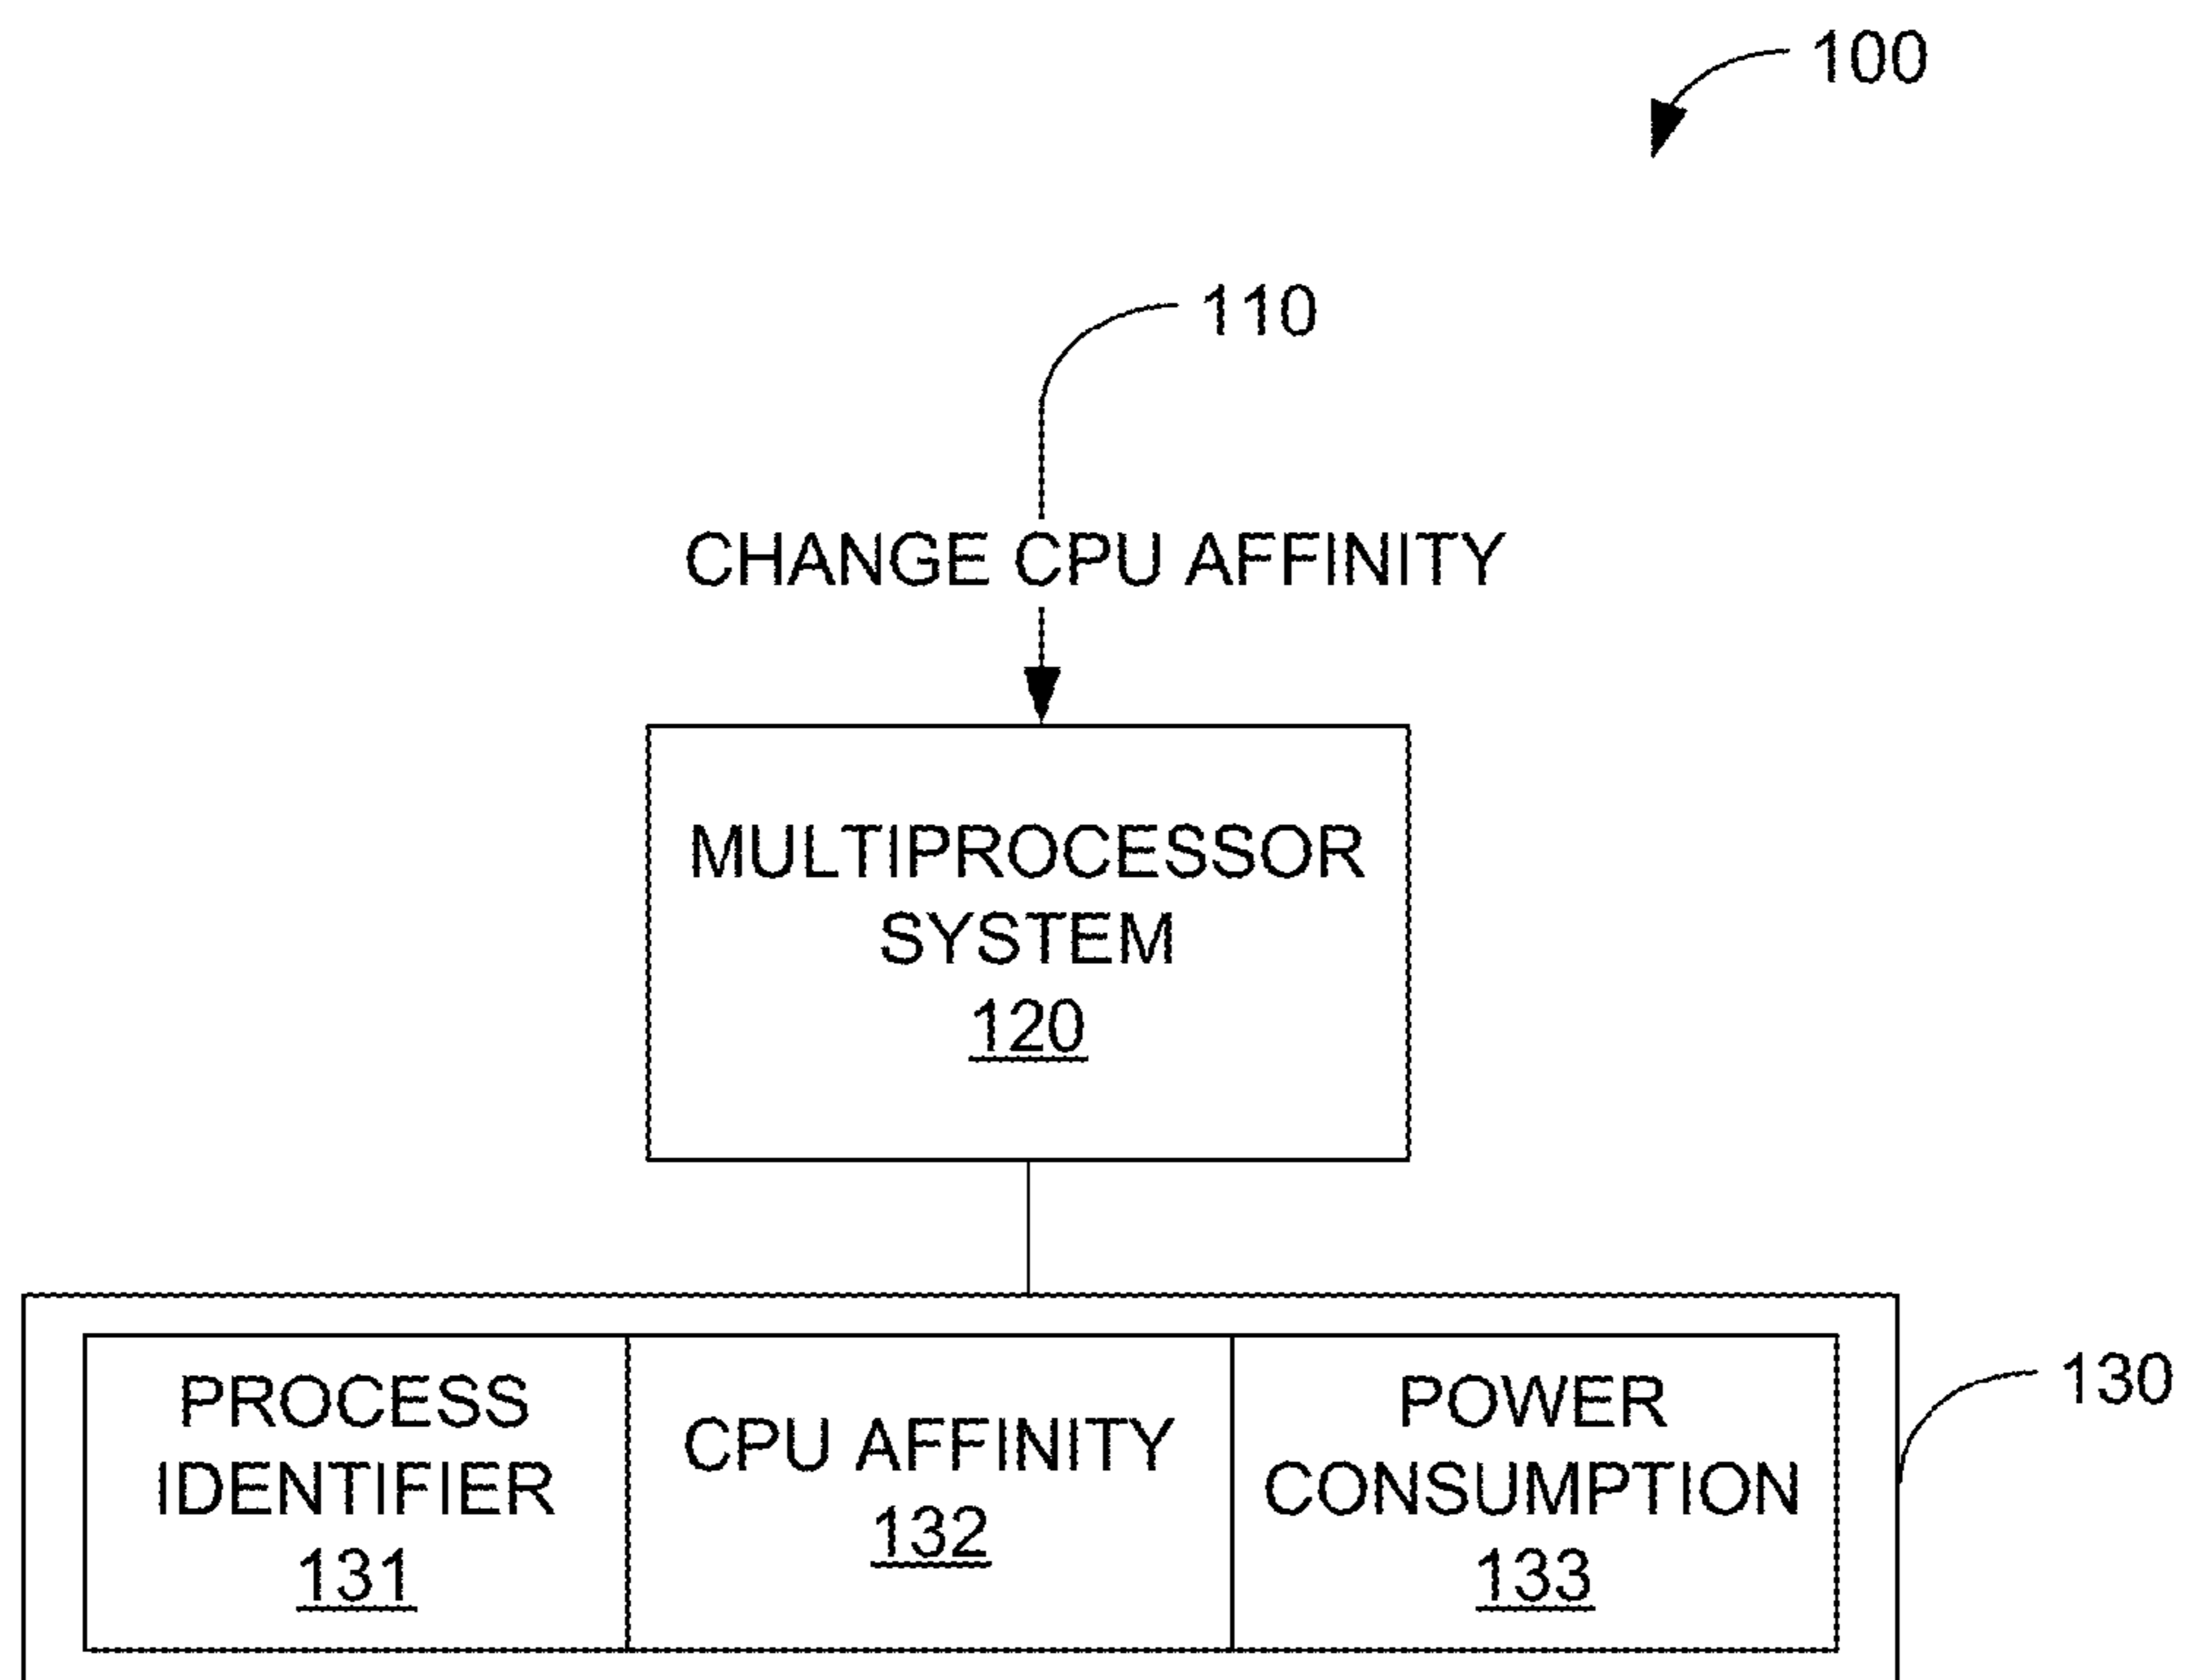 100
110
CHANGE CPU AFFINITY
MULTIPROCESSOR
SYSTEM
120
130
PROCESS
IDENTIFIER
131
CPU AFFINITY
132
POWER
CONSUMPTION
133